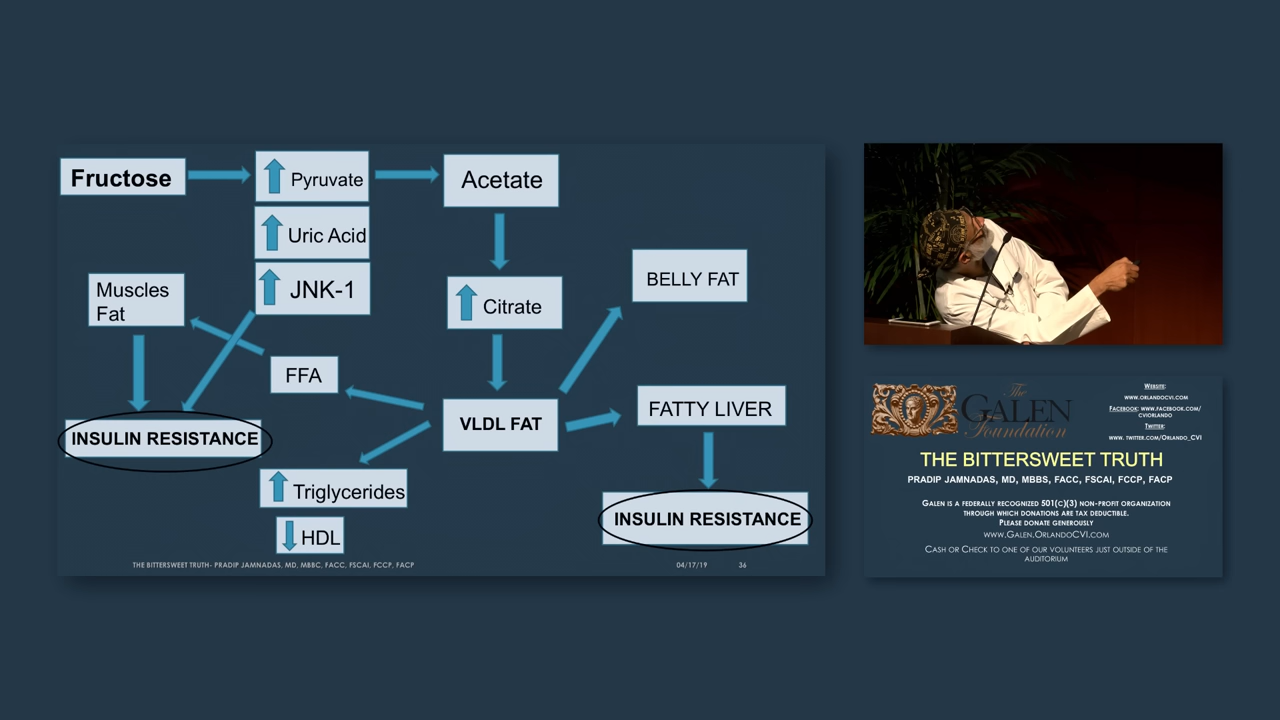 Fructose
Pyruvate
Acetate
Uric Acid
JNK-1
Muscles
Fat
Citrate
BELLY FAT
FFA
VLDL FAT
FATTY LIVER
INSULIN RESISTANCE
Triglycerides
HDL
INSULIN RESISTANCE
THE BITTERSWEET TRUTH- PRADIP JAMNADAS, MD, MBBC, FACC, FSCAI, FCCP, FACP
04/17/19
36
The
GALEN
Foundation
WEBSITE:
WWW.ORLANDOCVI.COM
FACEBOOK: WWW.FACEBOOK.COM/
CVIORLANDO
TWITTER:
WWW. TWITTER.COM/ORLANDO_CVI
THE BITTERSWEET TRUTH
PRADIP JAMNADAS, MD, MBBS, FACC, FSCAI, FCCP, FACP
GALEN IS A FEDERALLY RECOGNIZED 501(C)(3) NON-PROFIT ORGANIZATION
THROUGH WHICH DONATIONS ARE TAX DEDUCTIBLE.
PLEASE DONATE GENEROUSLY
WWW.GALEN.ORLANDOCVI.COM
CASH OR CHECK TO ONE OF OUR VOLUNTEERS JUST OUTSIDE OF THE
AUDITORIUM